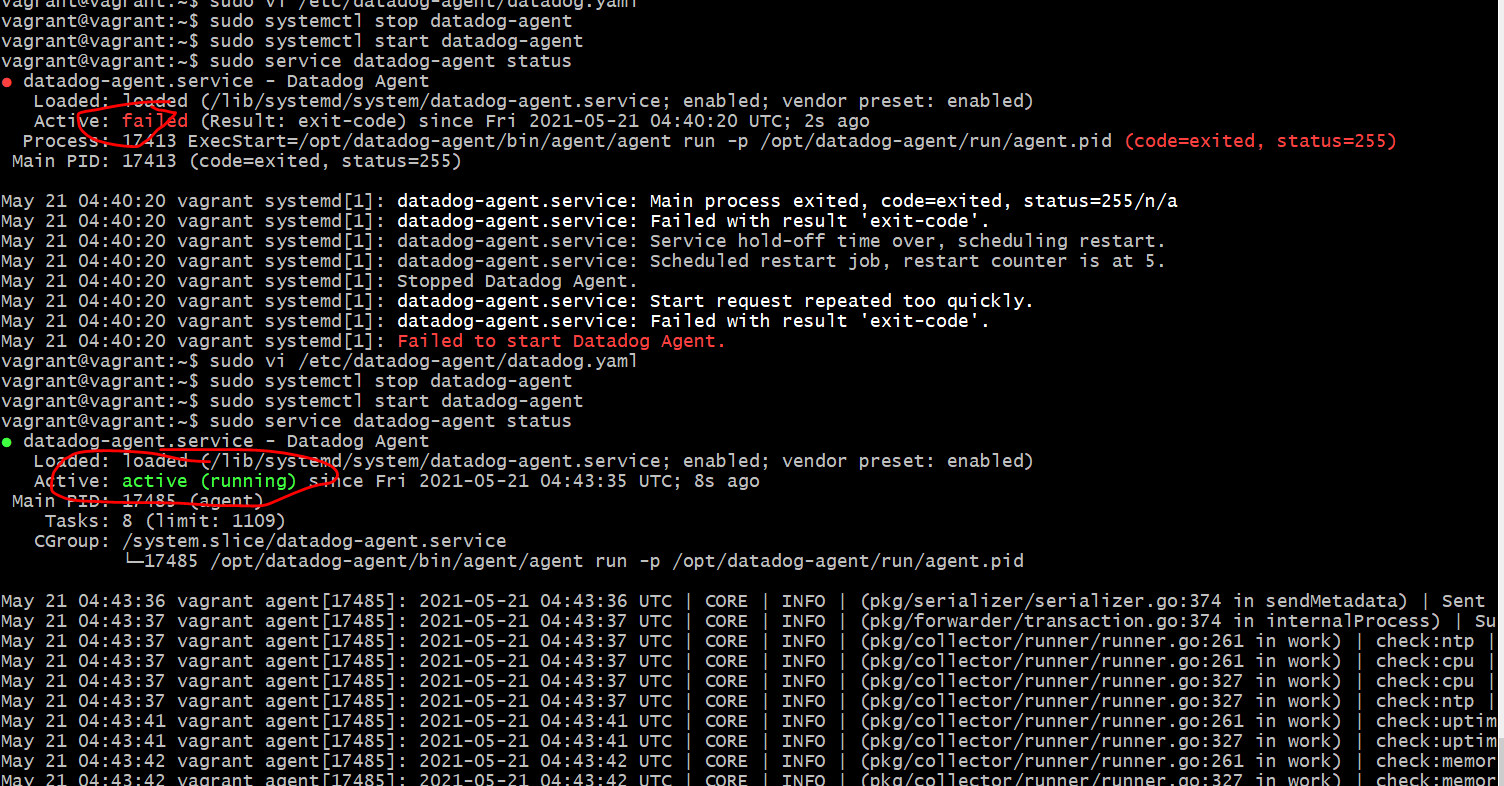 vagrant@vagrant:~$ sudo vi /etc/datadog-agent/datadog.yaml
vagrant@vagrant:~$ sudo systemctl stop datadog-agent
vagrant@vagrant:~$ sudo systemctl start datadog-agent
vagrant@vagrant:~$ sudo service datadog-agent status
● datadog-agent.service - Datadog Agent
   Loaded: loaded (/lib/systemd/system/datadog-agent.service; enabled; vendor preset: enabled)
   Active: failed (Result: exit-code) since Fri 2021-05-21 04:40:20 UTC; 2s ago
  Process: 17413 ExecStart=/opt/datadog-agent/bin/agent/agent run -p /opt/datadog-agent/run/agent.pid (code=exited, status=255)
 Main PID: 17413 (code=exited, status=255)

May 21 04:40:20 vagrant systemd[1]: datadog-agent.service: Main process exited, code=exited, status=255/n/a
May 21 04:40:20 vagrant systemd[1]: datadog-agent.service: Failed with result 'exit-code'.
May 21 04:40:20 vagrant systemd[1]: datadog-agent.service: Service hold-off time over, scheduling restart.
May 21 04:40:20 vagrant systemd[1]: datadog-agent.service: Scheduled restart job, restart counter is at 5.
May 21 04:40:20 vagrant systemd[1]: Stopped Datadog Agent.
May 21 04:40:20 vagrant systemd[1]: datadog-agent.service: Start request repeated too quickly.
May 21 04:40:20 vagrant systemd[1]: datadog-agent.service: Failed with result 'exit-code'.
May 21 04:40:20 vagrant systemd[1]: Failed to start Datadog Agent.
vagrant@vagrant:~$ sudo vi /etc/datadog-agent/datadog.yaml
vagrant@vagrant:~$ sudo systemctl stop datadog-agent
vagrant@vagrant:~$ sudo systemctl start datadog-agent
vagrant@vagrant:~$ sudo service datadog-agent status
● datadog-agent.service - Datadog Agent
   Loaded: loaded (/lib/systemd/system/datadog-agent.service; enabled; vendor preset: enabled)
   Active: active (running) since Fri 2021-05-21 04:43:35 UTC; 8s ago
 Main PID: 17485 (agent)
    Tasks: 8 (limit: 1109)
   CGroup: /system.slice/datadog-agent.service
           └─17485 /opt/datadog-agent/bin/agent/agent run -p /opt/datadog-agent/run/agent.pid

May 21 04:43:36 vagrant agent[17485]: 2021-05-21 04:43:36 UTC | CORE | INFO | (pkg/serializer/serializer.go:374 in sendMetadata) | Sent
May 21 04:43:37 vagrant agent[17485]: 2021-05-21 04:43:37 UTC | CORE | INFO | (pkg/forwarder/transaction.go:374 in internalProcess) | Su
May 21 04:43:37 vagrant agent[17485]: 2021-05-21 04:43:37 UTC | CORE | INFO | (pkg/collector/runner/runner.go:261 in work) | check:ntp |
May 21 04:43:37 vagrant agent[17485]: 2021-05-21 04:43:37 UTC | CORE | INFO | (pkg/collector/runner/runner.go:261 in work) | check:cpu |
May 21 04:43:37 vagrant agent[17485]: 2021-05-21 04:43:37 UTC | CORE | INFO | (pkg/collector/runner/runner.go:327 in work) | check:cpu |
May 21 04:43:37 vagrant agent[17485]: 2021-05-21 04:43:37 UTC | CORE | INFO | (pkg/collector/runner/runner.go:327 in work) | check:ntp |
May 21 04:43:41 vagrant agent[17485]: 2021-05-21 04:43:41 UTC | CORE | INFO | (pkg/collector/runner/runner.go:261 in work) | check:uptim
May 21 04:43:41 vagrant agent[17485]: 2021-05-21 04:43:41 UTC | CORE | INFO | (pkg/collector/runner/runner.go:327 in work) | check:uptim
May 21 04:43:42 vagrant agent[17485]: 2021-05-21 04:43:42 UTC | CORE | INFO | (pkg/collector/runner/runner.go:261 in work) | check:memor
May 21 04:43:42 vagrant agent[17485]: 2021-05-21 04:43:42 UTC | CORE | INFO | (pkg/collector/runner/runner.go:327 in work) | check:memor